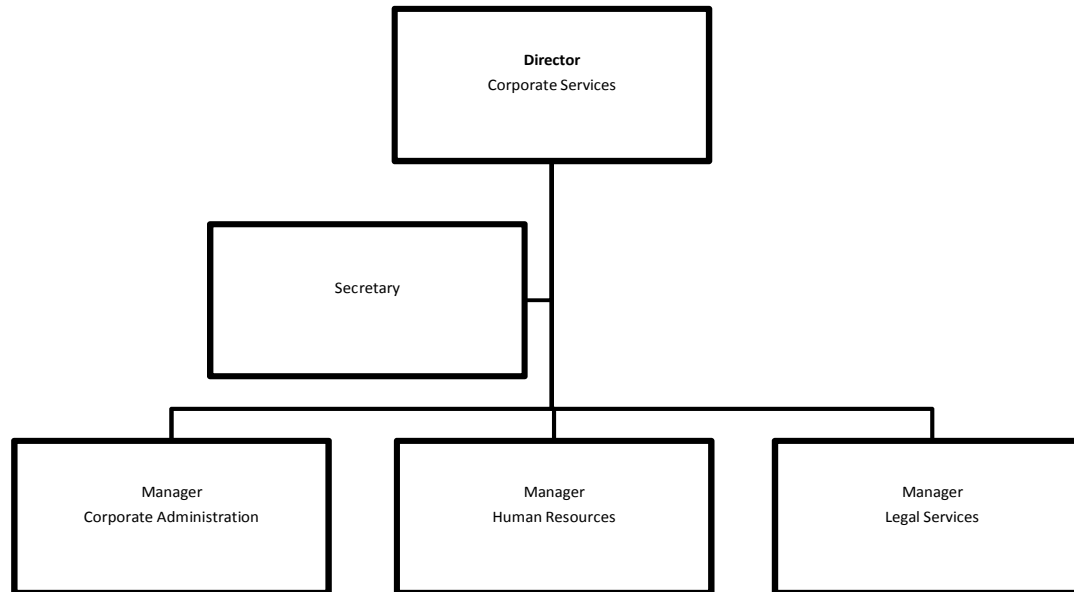 Director
Corporate Services
Secretary
Manager
Corporate Administration
Manager
Human Resources
Manager
Legal Services